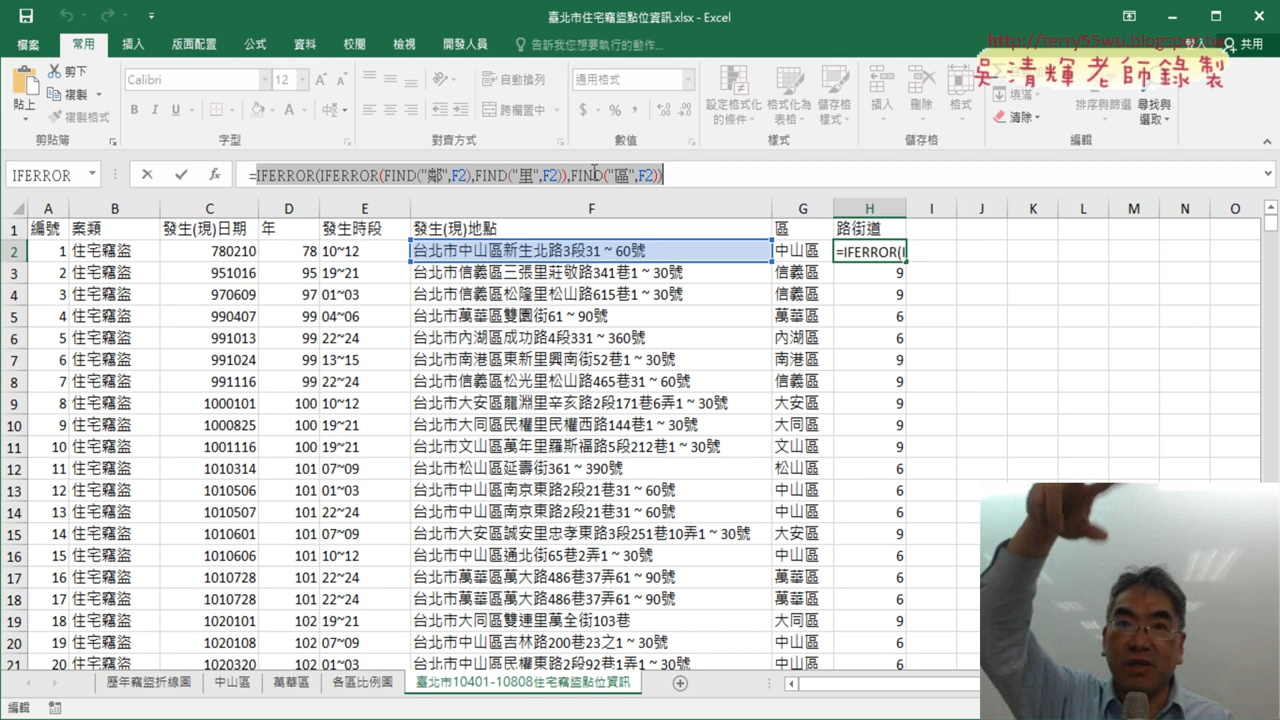 臺北市住宅竊盜點位資訊.xlsx - Excel
http://terry55wu.blogspot.tw
吳清輝老師錄製
檔案 常用 插入 版面配置 公式 資料 校閱 檢視 開發人員 告訴我您想要執行的動作... 共用
貼上 剪下 複製 複製格式 剪貼簿
Calibri 12 B I U 字型
自動換列 跨欄置中 對齊方式
通用格式 $ % 數值
設定格式化的條件 格式化為表格 儲存格樣式 樣式
插入 刪除 格式 儲存格
填滿 清除 排序與篩選 尋找與選取 編輯
IFERROR =IFERROR(IFERROR(FIND("鄰",F2),FIND("里",F2)),FIND("區",F2))
A B C D E F G H I J K L M N O
1 編號 案類 發生(現)日期 年 發生時段 發生(現)地點 區 路街道
2 1 住宅竊盜 780210 78 10~12 台北市中山區新生北路3段31~60號 中山區 =IFERROR(I
3 2 住宅竊盜 951016 95 19~21 台北市信義區三張里莊敬路341巷1~30號 信義區 9
4 3 住宅竊盜 970609 97 01~03 台北市信義區松隆里松山路615巷1~30號 信義區 9
5 4 住宅竊盜 990407 99 04~06 台北市萬華區雙園街61~90號 萬華區 6
6 5 住宅竊盜 991013 99 22~24 台北市內湖區成功路4段331~360號 內湖區 6
7 6 住宅竊盜 991024 99 13~15 台北市南港區東新里興南街52巷1~30號 南港區 9
8 7 住宅竊盜 991116 99 22~24 台北市信義區松光里松山路465巷31~60號 信義區 9
9 8 住宅竊盜 1000101 100 10~12 台北市大安區龍淵里辛亥路2段171巷6弄1~30號 大安區 9
10 9 住宅竊盜 1000825 100 19~21 台北市大同區民權里民權西路144巷1~30號 大同區 9
11 10 住宅竊盜 1001116 100 19~21 台北市文山區萬年里羅斯福路5段212巷1~30號 文山區 9
12 11 住宅竊盜 1010314 101 07~09 台北市松山區延壽街361~390號 松山區 6
13 12 住宅竊盜 1010506 101 01~03 台北市中山區南京東路2段21巷31~60號 中山區 6
14 13 住宅竊盜 1010507 101 22~24 台北市中山區南京東路2段21巷31~60號 中山區 6
15 14 住宅竊盜 1010601 101 07~09 台北市大安區誠安里忠孝東路3段251巷10弄1~30號 大安區 9
16 15 住宅竊盜 1010606 101 10~12 台北市中山區通北街65巷2弄1~30號 中山區 6
17 16 住宅竊盜 1010728 101 22~24 台北市萬華區萬大路486巷37弄61~90號 萬華區 6
18 17 住宅竊盜 1010728 101 22~24 台北市萬華區萬大路486巷37弄61~90號 萬華區 6
19 18 住宅竊盜 1020101 102 19~21 台北市大同區雙連里萬全街103巷 大同區 9
20 19 住宅竊盜 1020108 102 07~09 台北市中山區吉林路200巷23之1~30號 中山區 6
21 20 住宅竊盜 1020320 102 01~03 台北市中山區民權東路2段92巷1弄1~30號 中山區 6
歷年竊盜折線圖 中山區 萬華區 各區比例圖 臺北市10401-10808住宅竊盜點位資訊
編輯